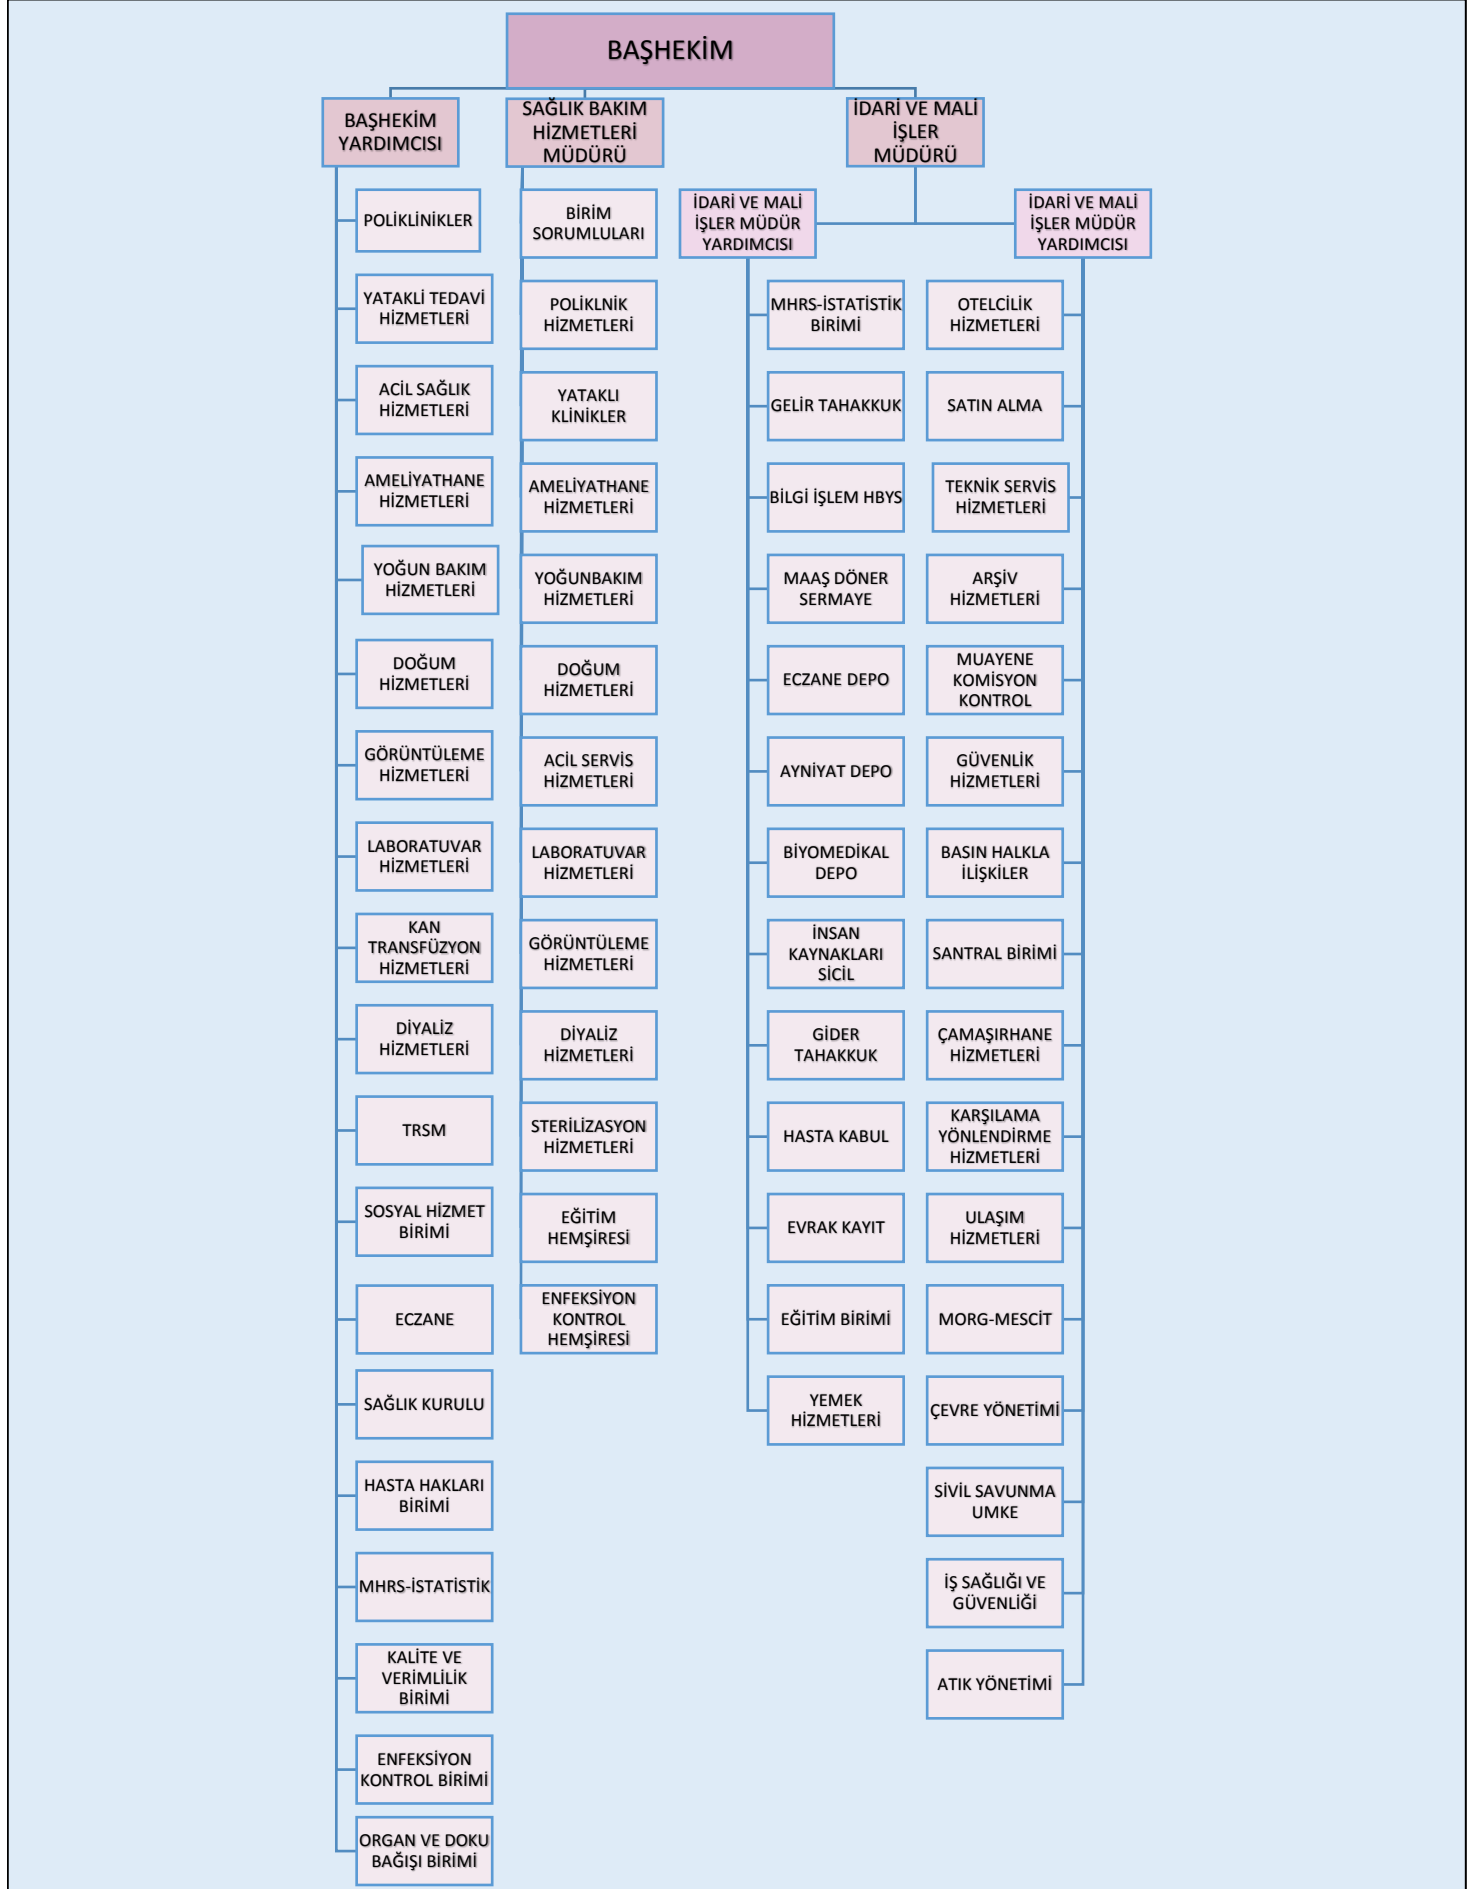 BAŞHEKİM
BAŞHEKİM
YARDIMCISI
SAĞLIK BAKIM
HİZMETLERİ
MÜDÜRÜ
İDARİ VE MALİ
İŞLER
MÜDÜRÜ
POLİKLİNİKLER
YATAKLİ TEDAVİ
HİZMETLERİ
ACİL SAĞLIK
HİZMETLERİ
AMELİYATHANE
HİZMETLERİ
YOĞUN BAKIM
HİZMETLERİ
DOĞUM
HİZMETLERİ
GÖRÜNTÜLEME
HİZMETLERİ
LABORATUVAR
HİZMETLERİ
KAN
TRANSFÜZYON
HİZMETLERİ
DİYALİZ
HİZMETLERİ
TRSM
SOSYAL HİZMET
BİRİMİ
ECZANE
SAĞLIK KURULU
HASTA HAKLARI
BİRİMİ
MHRS-İSTATİSTİK
KALİTE VE
VERİMLİLİK
BİRİMİ
ENFEKSİYON
KONTROL BİRİMİ
ORGAN VE DOKU
BAĞIŞI BİRİMİ
BİRİM
SORUMLULARI
POLİKLNİK
HİZMETLERİ
YATAKLI
KLİNİKLER
AMELİYATHANE
HİZMETLERİ
YOĞUNBAKIM
HİZMETLERİ
DOĞUM
HİZMETLERİ
ACİL SERVİS
HİZMETLERİ
LABORATUVAR
HİZMETLERİ
GÖRÜNTÜLEME
HİZMETLERİ
DİYALİZ
HİZMETLERİ
STERİLİZASYON
HİZMETLERİ
EĞİTİM
HEMŞİRESİ
ENFEKSİYON
KONTROL
HEMŞİRESİ
İDARİ VE MALİ
İŞLER MÜDÜR
YARDIMCISI
MHRS-İSTATİSTİK
BİRİMİ
GELİR TAHAKKUK
BİLGİ İŞLEM HBYS
MAAŞ DÖNER
SERMAYE
ECZANE DEPO
AYNİYAT DEPO
BİYOMEDİKAL
DEPO
İNSAN
KAYNAKLARI
SİCİL
GİDER
TAHAKKUK
HASTA KABUL
EVRAK KAYIT
EĞİTİM BİRİMİ
YEMEK
HİZMETLERİ
İDARİ VE MALİ
İŞLER MÜDÜR
YARDIMCISI
OTELCİLİK
HİZMETLERİ
SATIN ALMA
TEKNİK SERVİS
HİZMETLERİ
ARŞİV
HİZMETLERİ
MUAYENE
KOMİSYON
KONTROL
GÜVENLİK
HİZMETLERİ
BASIN HALKLA
İLİŞKİLER
SANTRAL BİRİMİ
ÇAMAŞIRHANE
HİZMETLERİ
KARŞILAMA
YÖNLENDİRME
HİZMETLERİ
ULAŞIM
HİZMETLERİ
MORG-MESCİT
ÇEVRE YÖNETİMİ
SİVİL SAVUNMA
UMKE
İŞ SAĞLIĞI VE
GÜVENLİĞİ
ATIK YÖNETİMİ